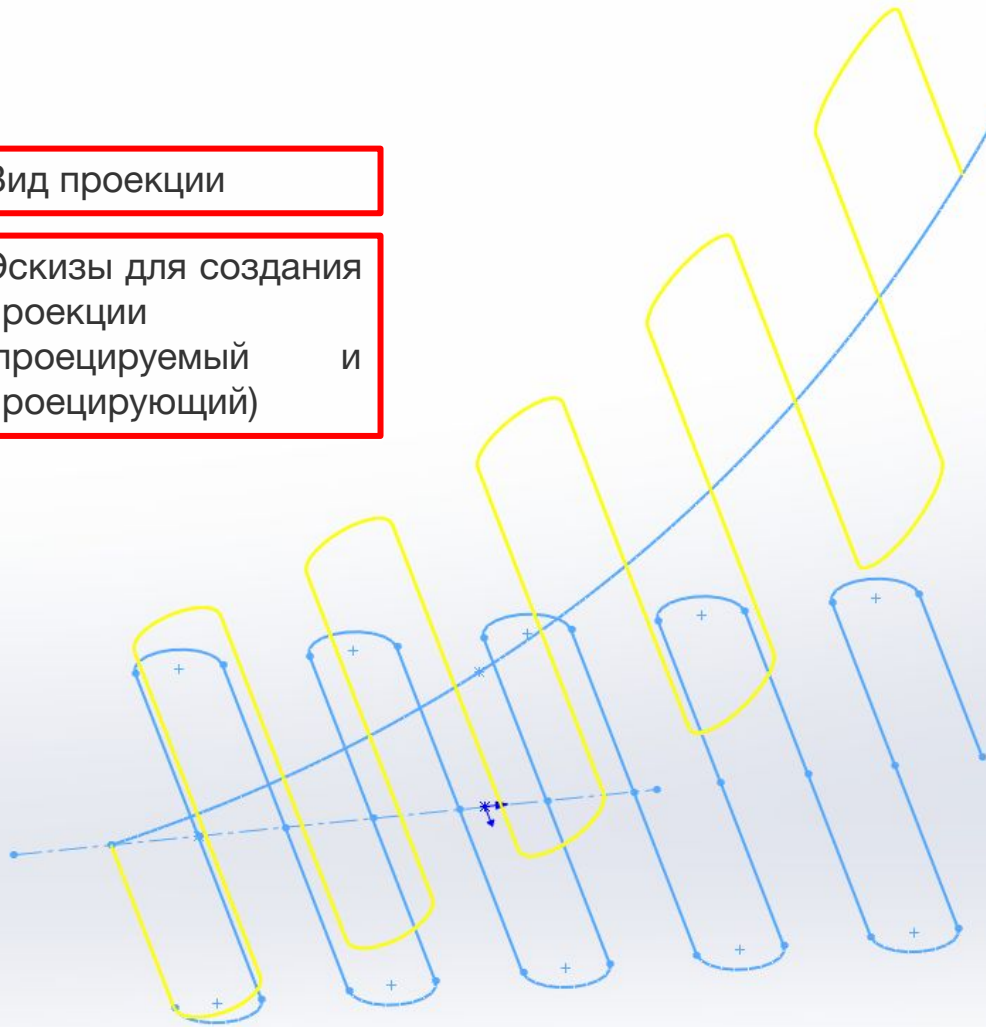 Вид проекции
Эскизы для создания
роекции
проецируемый и
роецирующий)